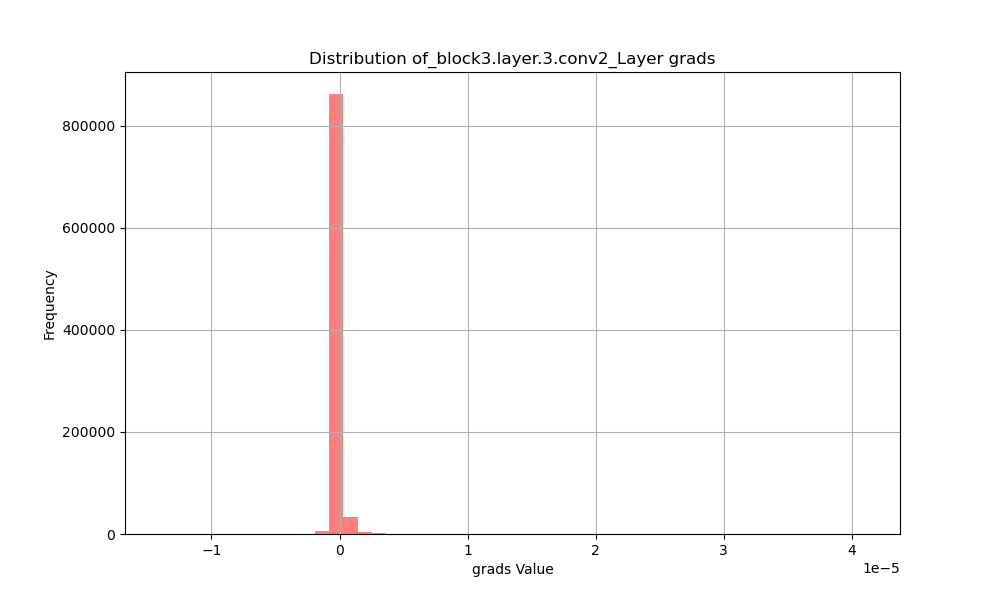 Distribution of_block3.layer.3.conv2_Layer grads
800000
600000
400000
200000
0
Frequency
−1 0 1 2 3 4
1e−5
grads Value